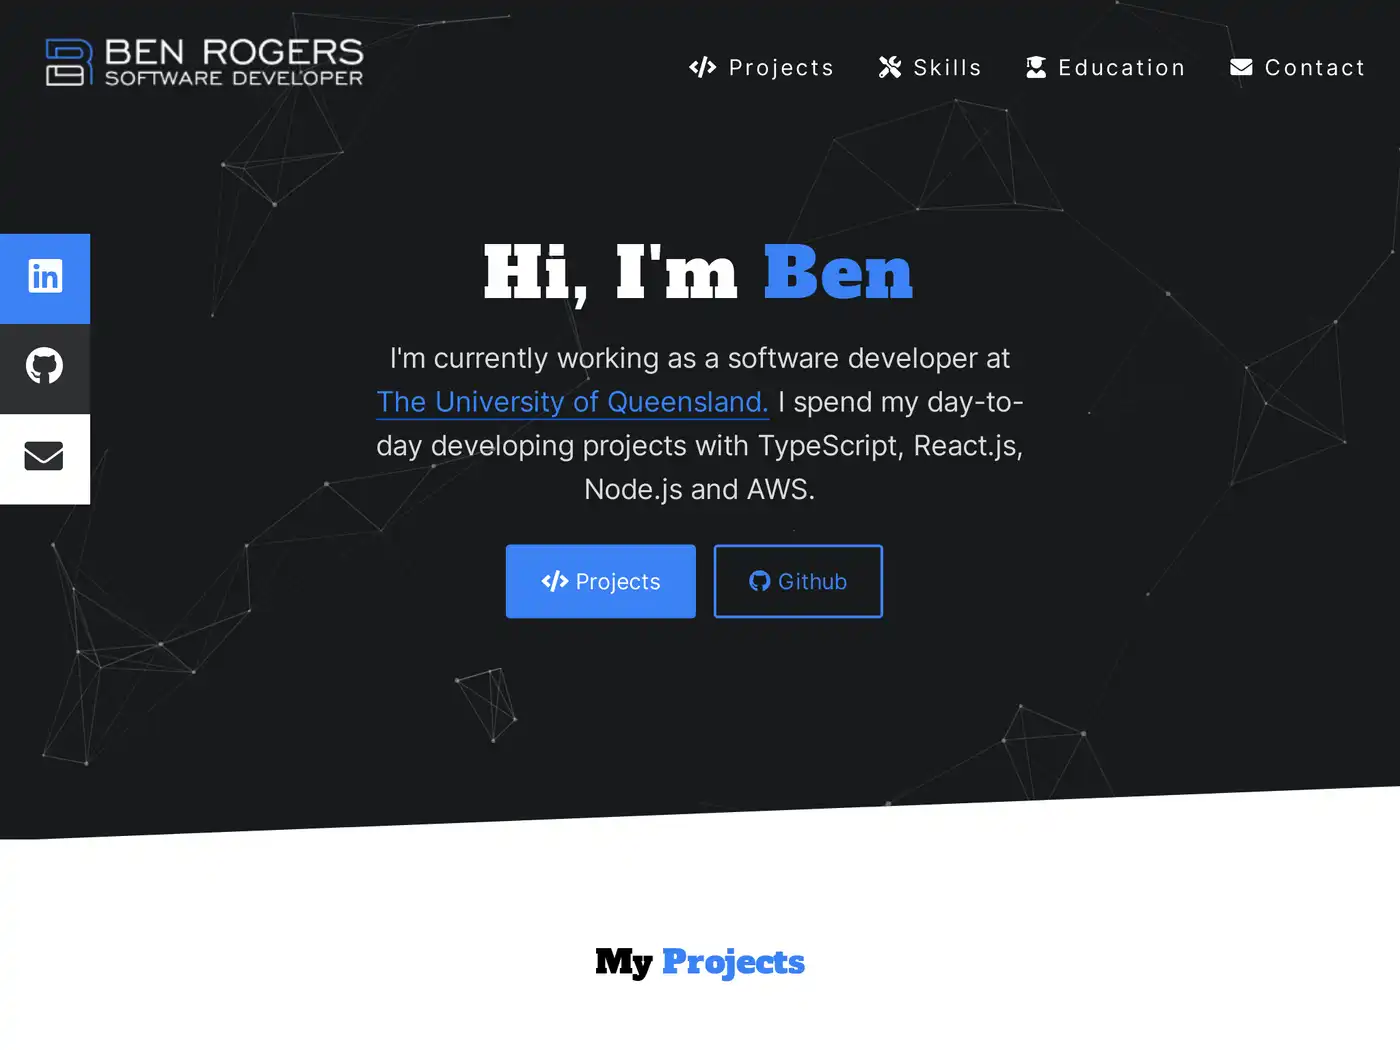 BEN ROGERS
SOFTWARE DEVELOPER
Projects
Skills
Education
Contact
in
Hi, I'm Ben
I'm currently working as a software developer at
The University of Queensland. I spend my day-to-
day developing projects with TypeScript, React.js,
Node.js and AWS.
Projects
Github
My Projects